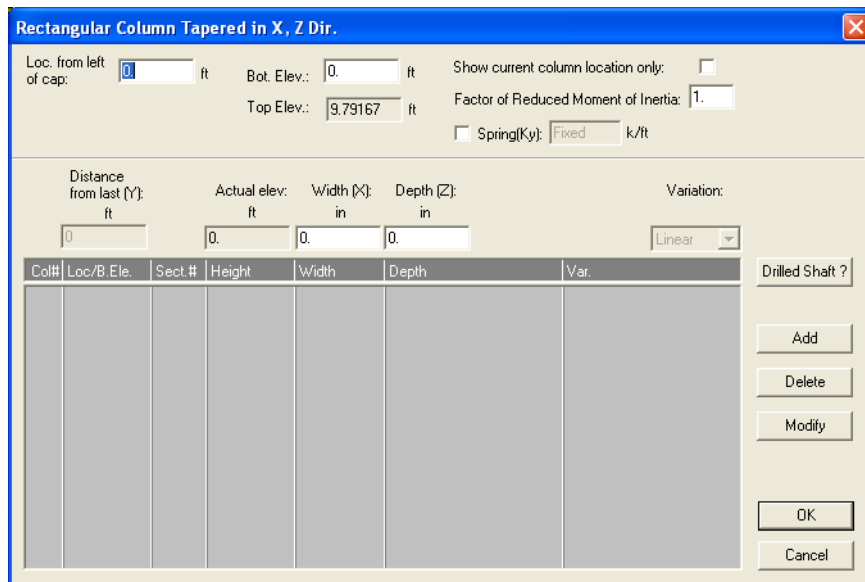 Rectangular Column Tapered in X, Z Dir.
Loc. from left of cap: 0. ft
Bot. Elev.: 0. ft
Top Elev.: 9.79167 ft
Show current column location only:
Factor of Reduced Moment of Inertia: 1.
Spring(Ky): Fixed k/ft
Distance from last (Y): ft 0
Actual elev: ft 0.
Width (X): in 0.
Depth (Z): in 0.
Variation: Linear
Col# Loc/B.Ele. Sect.# Height Width Depth Var.
Drilled Shaft ?
Add
Delete
Modify
OK
Cancel